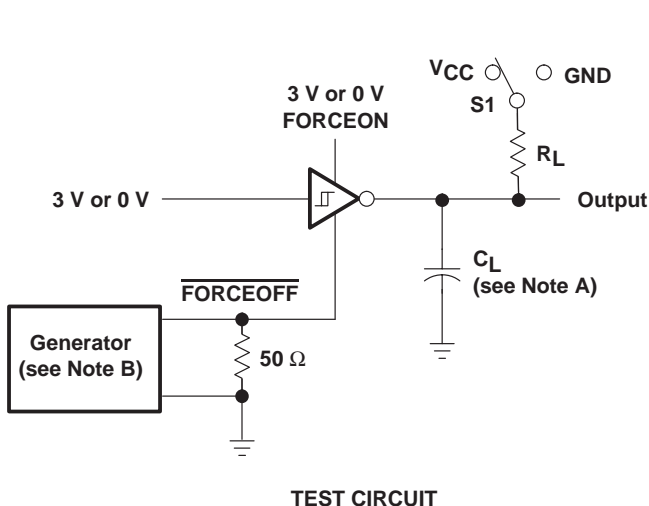 VCC
GND
S1
3 V or 0 V
FORCEON
RL
3 V or 0 V
Output
CL
(see Note A)
FORCEOFF
Generator
(see Note B)
50 Ω
TEST CIRCUIT